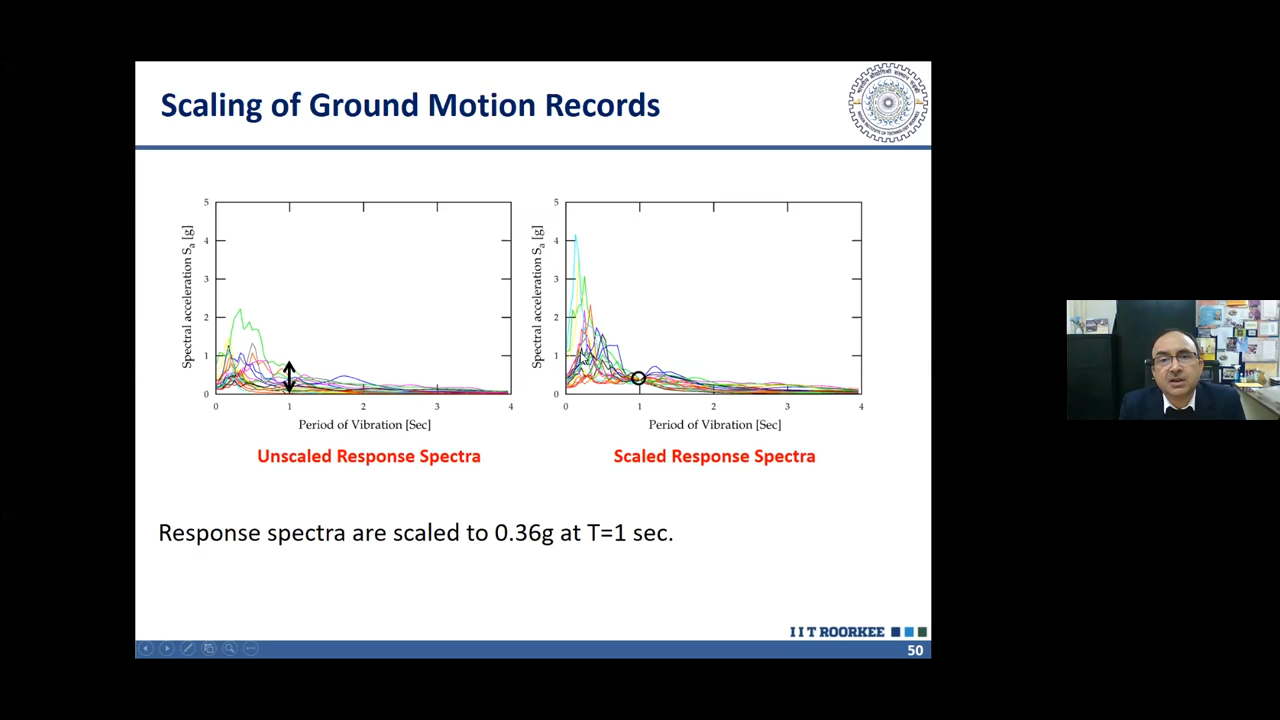 Scaling of Ground Motion Records
5
4
3
2
1
0
Spectral acceleration Sa [g]
0 1 2 3 4
Period of Vibration [Sec]
Unscaled Response Spectra
5
4
3
2
1
0
Spectral acceleration Sa [g]
0 1 2 3 4
Period of Vibration [Sec]
Scaled Response Spectra
Response spectra are scaled to 0.36g at T=1 sec.
I I T ROORKEE
50